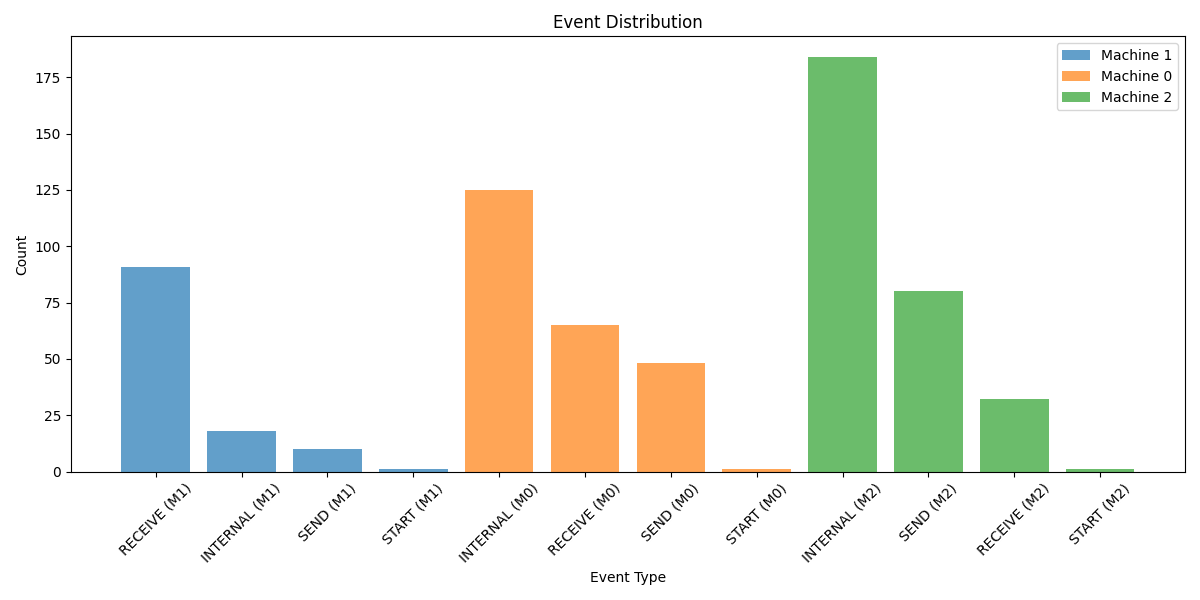 Event Distribution
Machine 1
Machine 0
Machine 2
Count
175
150
125
100
75
50
25
0
RECEIVE (M1)
INTERNAL (M1)
SEND (M1)
START (M1)
INTERNAL (M0)
RECEIVE (M0)
SEND (M0)
START (M0)
INTERNAL (M2)
SEND (M2)
RECEIVE (M2)
START (M2)
Event Type